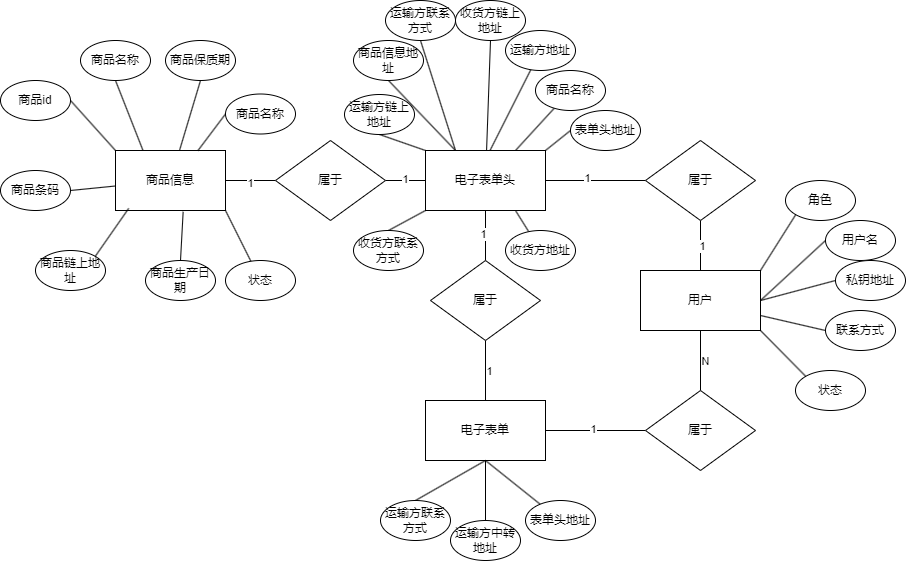 运输方联系
方式
收货方链上
地址
商品名称
商品保质期
商品信息地
址
运输方地址
商品id
商品名称
运输方链上
地址
商品名称
表单头地址
商品信息
1
属于
1
电子表单头
1
属于
商品条码
角色
收货方联系
方式
1
收货方地址
1
用户名
商品链上地
址
商品生产日
期
状态
属于
用户
私钥地址
联系方式
1
N
状态
电子表单
1
属于
运输方联系
方式
运输方中转
地址
表单头地址